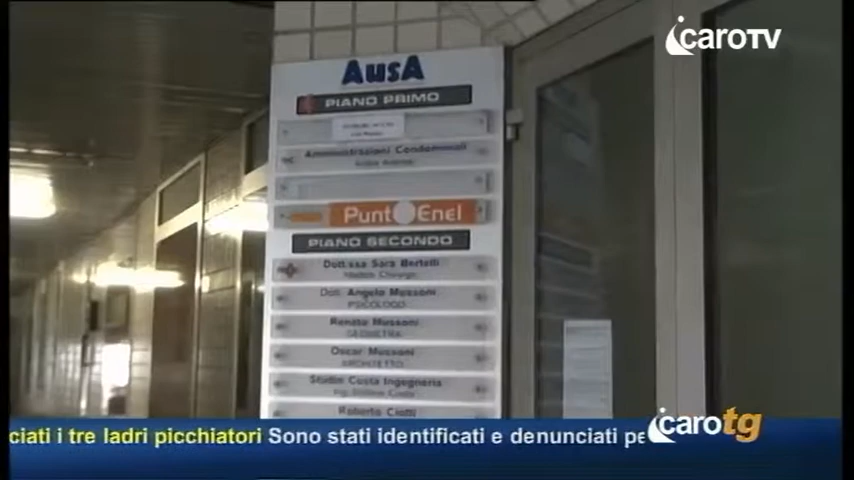 icaroTV
AUSA
PIANO PRIMO
Amministrazioni Condominiali
Punto Enel
PIANO SECONDO
Dott.ssa Sara Bertelli
Medico Chirurgo
Dott. Angelo Mussoni
PSICOLOGO
Renato Mussoni
GEOMETRA
Oscar Mussoni
ARCHITETTO
Studio Costa Ingegneria
Roberto Ciotti
ciati i tre ladri picchiatori Sono stati identificati e denunciati pe
icarotg